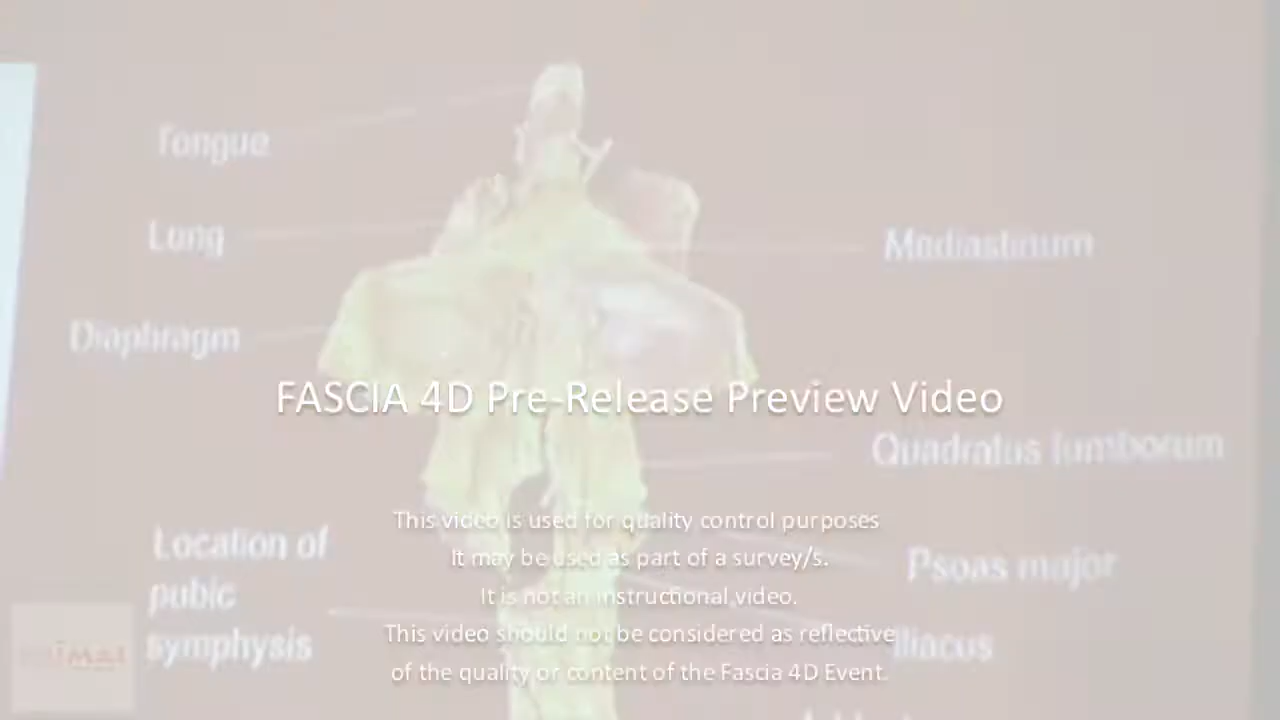 Tongue
Lung
Mediastinum
Diaphragm
FASCIA 4D Pre-Release Preview Video
Quadratus lumborum
This video is used for quality control purposes
Location of
It may be used as part of a survey/s.
Psoas major
pubic
It is not an instructional video.
This video should not be considered as reflective
symphysis
Iliacus
of the quality or content of the Fascia 4D Event.